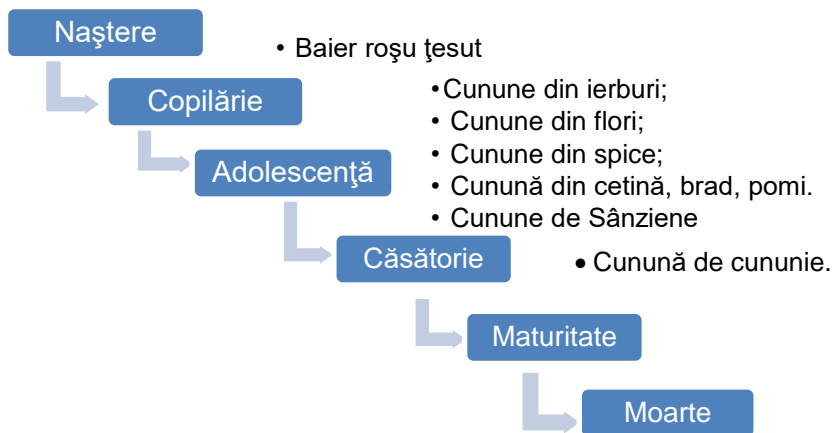 Naştere
• Baier roşu ţesut
Copilărie
•Cunune din ierburi;
• Cunune din flori;
Adolescenţă
• Cunune din spice;
• Cunună din cetină, brad, pomi.
• Cunune de Sânziene
Căsătorie
• Cunună de cununie.
Maturitate
Moarte